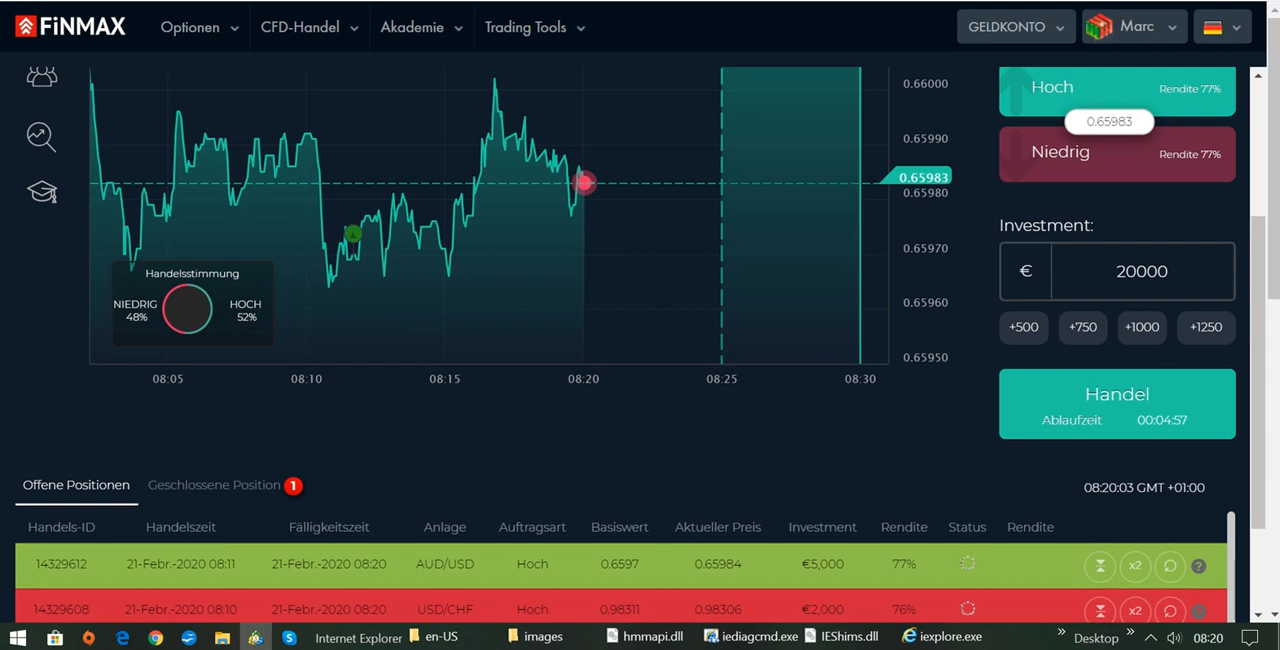 FiNMAX Optionen CFD-Handel Akademie Trading Tools GELDKONTO Marc
0.66000
0.65990
0.65983
0.65980
0.65970
0.65960
0.65950
Handelsstimmung
NIEDRIG 48%
HOCH 52%
08:05 08:10 08:15 08:20 08:25 08:30
Hoch Rendite 77%
0.65983
Niedrig Rendite 77%
Investment:
€ 20000
+500 +750 +1000 +1250
Handel
Ablaufzeit 00:04:57
Offene Positionen Geschlossene Position 1 08:20:03 GMT +01:00
Handels-ID Handelszeit Fälligkeitszeit Anlage Auftragsart Basiswert Aktueller Preis Investment Rendite Status Rendite
14329612 21-Febr.-2020 08:11 21-Febr.-2020 08:20 AUD/USD Hoch 0.6597 0.65984 €5,000 77% x2 ?
14329608 21-Febr.-2020 08:10 21-Febr.-2020 08:20 USD/CHF Hoch 0.98311 0.98306 €2,000 76% x2 ?
Internet Explorer en-US images hmmapi.dll iediagcmd.exe IEShims.dll iexplore.exe » Desktop » 08:20